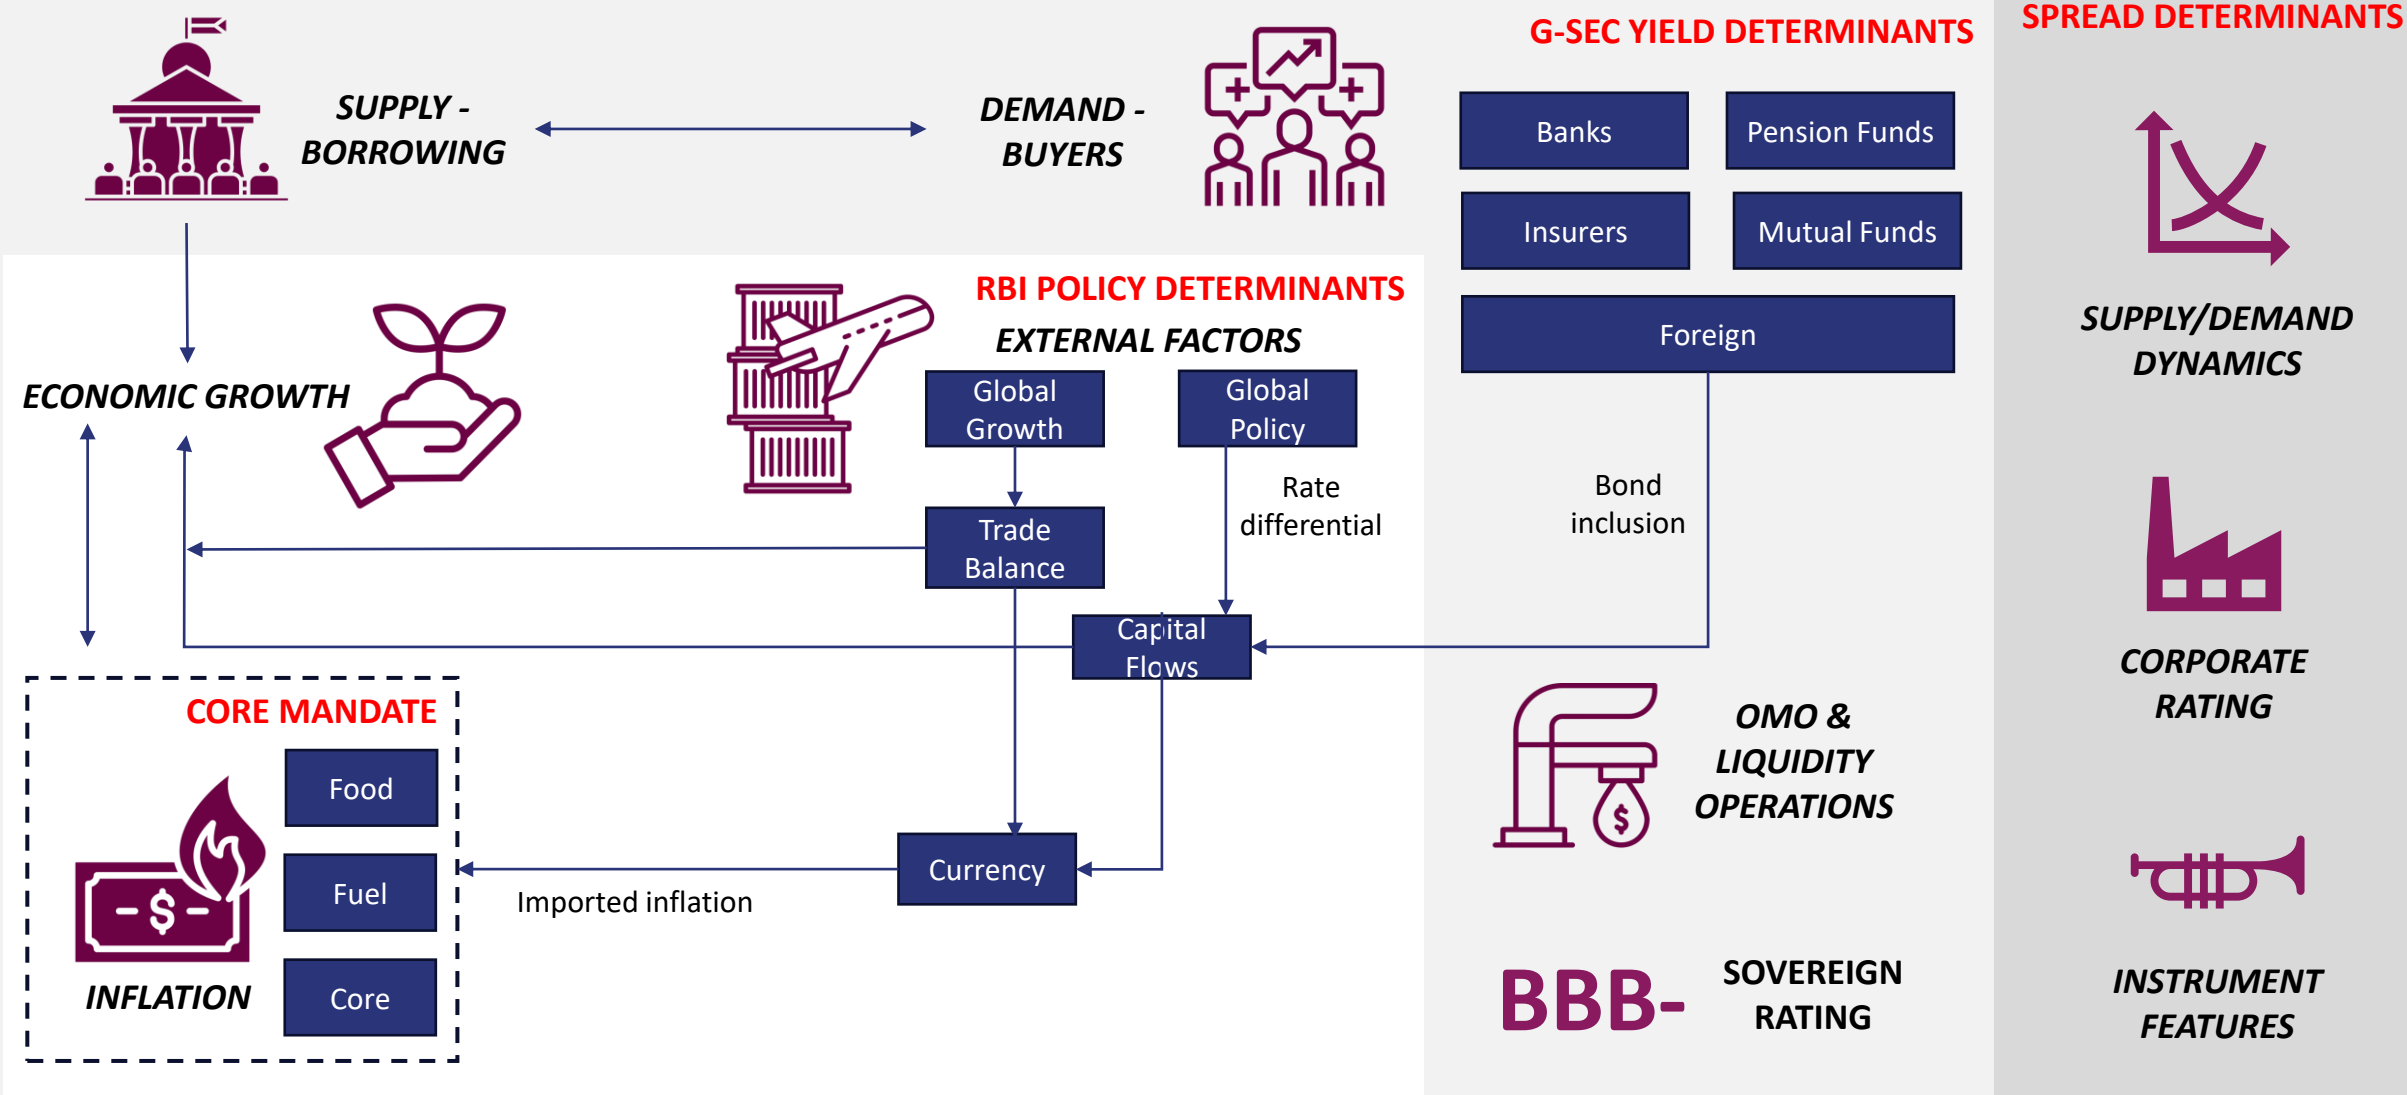 SUPPLY -
BORROWING
DEMAND -
BUYERS
G-SEC YIELD DETERMINANTS
Banks
Pension Funds
Insurers
Mutual Funds
Foreign
Bond
inclusion
OMO &
LIQUIDITY
OPERATIONS
$
BBB-
SOVEREIGN
RATING
RBI POLICY DETERMINANTS
EXTERNAL FACTORS
Global
Growth
Global
Policy
Rate
differential
Trade
Balance
Capital
Flows
Currency
Imported inflation
ECONOMIC GROWTH
CORE MANDATE
Food
Fuel
Core
$
INFLATION
SPREAD DETERMINANTS
SUPPLY/DEMAND
DYNAMICS
CORPORATE
RATING
INSTRUMENT
FEATURES